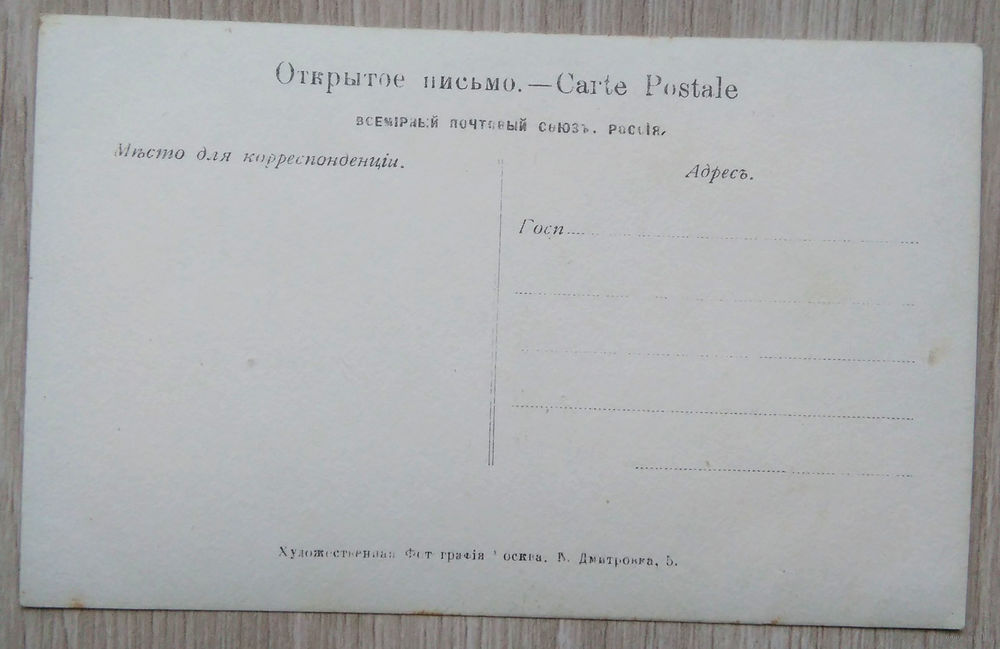 Открытое письмо.—Carte Postale
ВСЕМІРНЫЙ ПОЧТОВЫЙ СОЮЗЪ. РОССІЯ.
Мѣсто для корреспонденціи.
Адресъ.
Госп
Художественная Фотографія Москва. Дмитровка, 5.